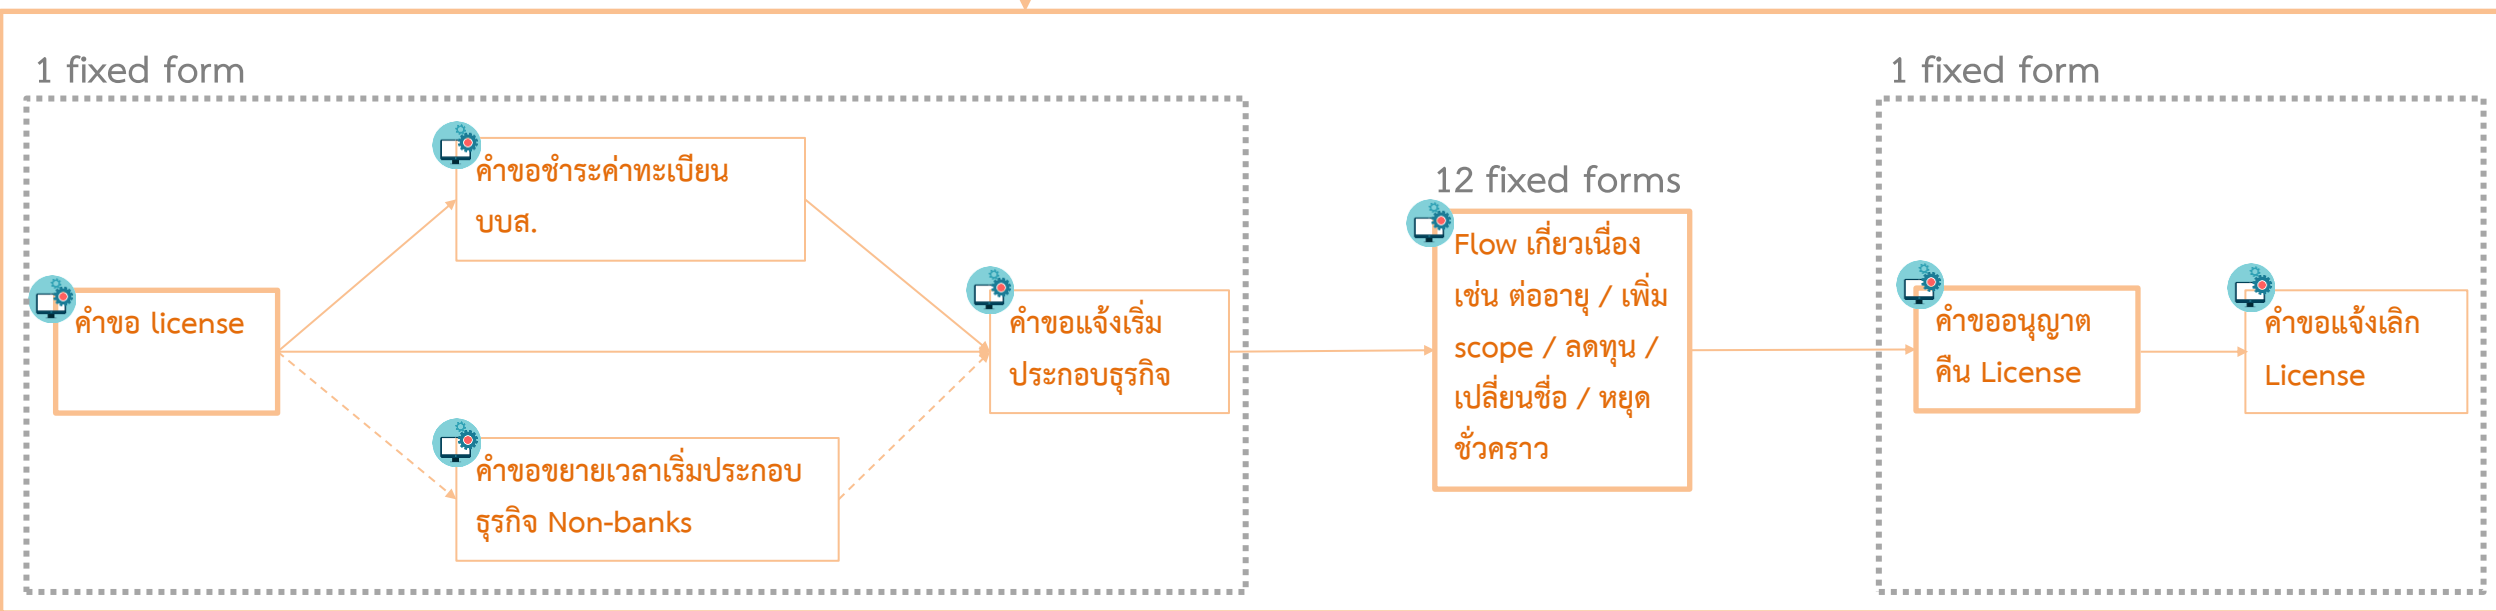 1 fixed form
คำขอ license
คำขอชำระค่าทะเบียน
บบส.
คำขอขยายเวลาเริ่มประกอบ
ธุรกิจ Non-banks
คำขอแจ้งเริ่ม
ประกอบธุรกิจ
12 fixed forms
Flow เกี่ยวเนื่อง
เช่น ต่ออายุ / เพิ่ม
scope / ลดทุน /
เปลี่ยนชื่อ / หยุด
ชั่วคราว
1 fixed form
คำขออนุญาต
คืน License
คำขอแจ้งเลิก
License